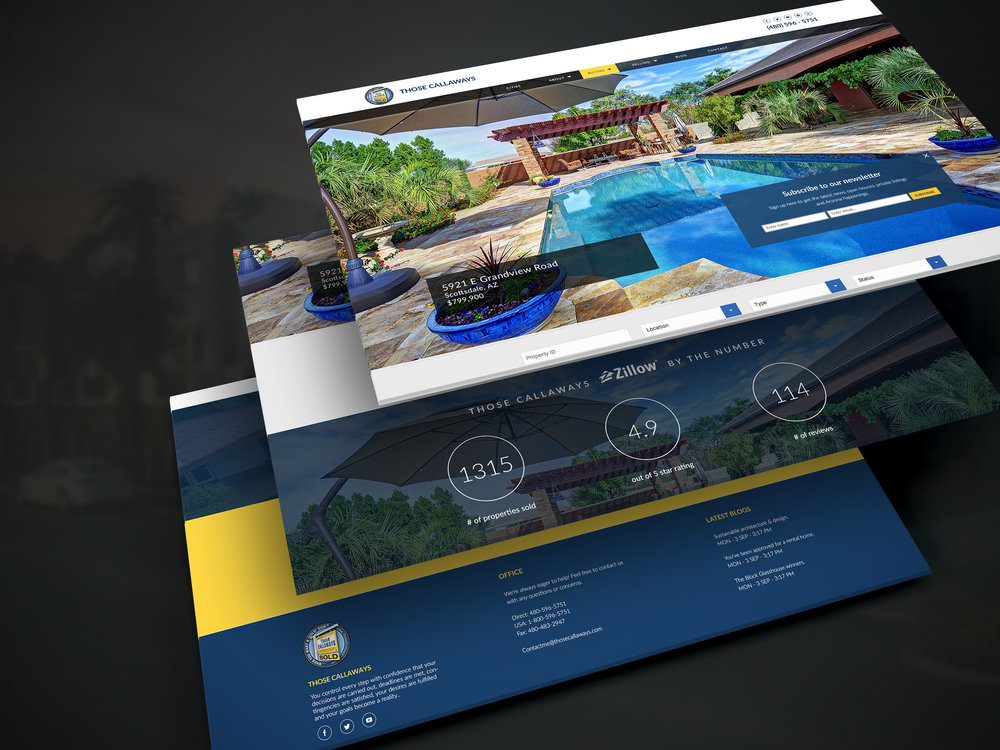 (480) 596 - 5751
THOSE CALLAWAYS
CITIES
ABOUT
BUYING
SELLING
BLOG
CONTACT
Subscribe to our newsletter
Sign up here to get the latest news, open houses, private listings
and Arizona happenings.
Enter name
Enter email...
SUBSCRIBE
5921 E Grandview Road
Scottsdale, AZ
$799,900
5921
Scotts
$799,
Property ID
Location
Type
Status
THOSE CALLAWAYS Zillow BY THE NUMBER
1315
# of properties sold
4.9
out of 5 star rating
114
# of reviews
THOSE
CALLAWAYS
SOLD
THOSE CALLAWAYS
You control every step with confidence that your
decisions are carried out, deadlines are met, con-
tingencies are satisfied, your desires are fulfilled
and your goals become a reality..
OFFICE
We're always eager to help! Feel free to contact us
with any questions or concerns.
Direct: 480-596-5751
USA: 1-800-596-5751
Fax: 480-483-2947
Contactme@thosecallaways.com
LATEST BLOGS
Sustainable architecture & design.
MON - 3 SEP - 3:17 PM
You've been approved for a rental home.
MON - 3 SEP - 3:17 PM
The Block Glasshouse winners.
MON - 3 SEP - 3:17 PM